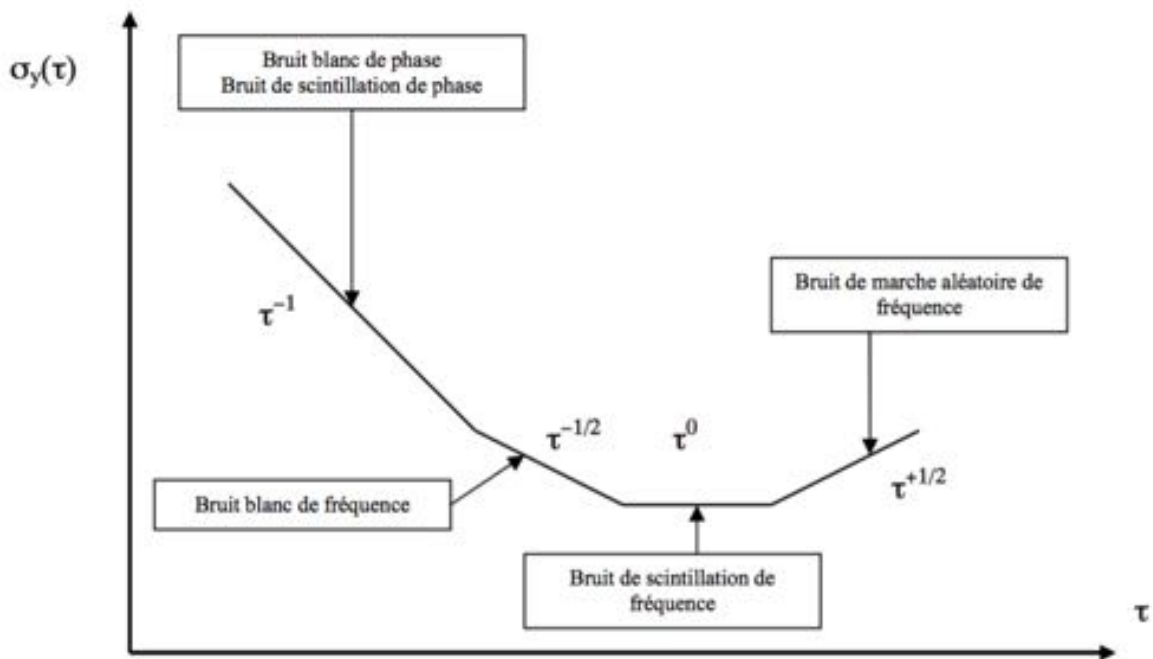 σy(τ)
Bruit blanc de phase
Bruit de scintillation de phase
τ−1
Bruit de marche aléatoire de
fréquence
τ−1/2
τ0
τ+1/2
Bruit blanc de fréquence
Bruit de scintillation de
fréquence
τ